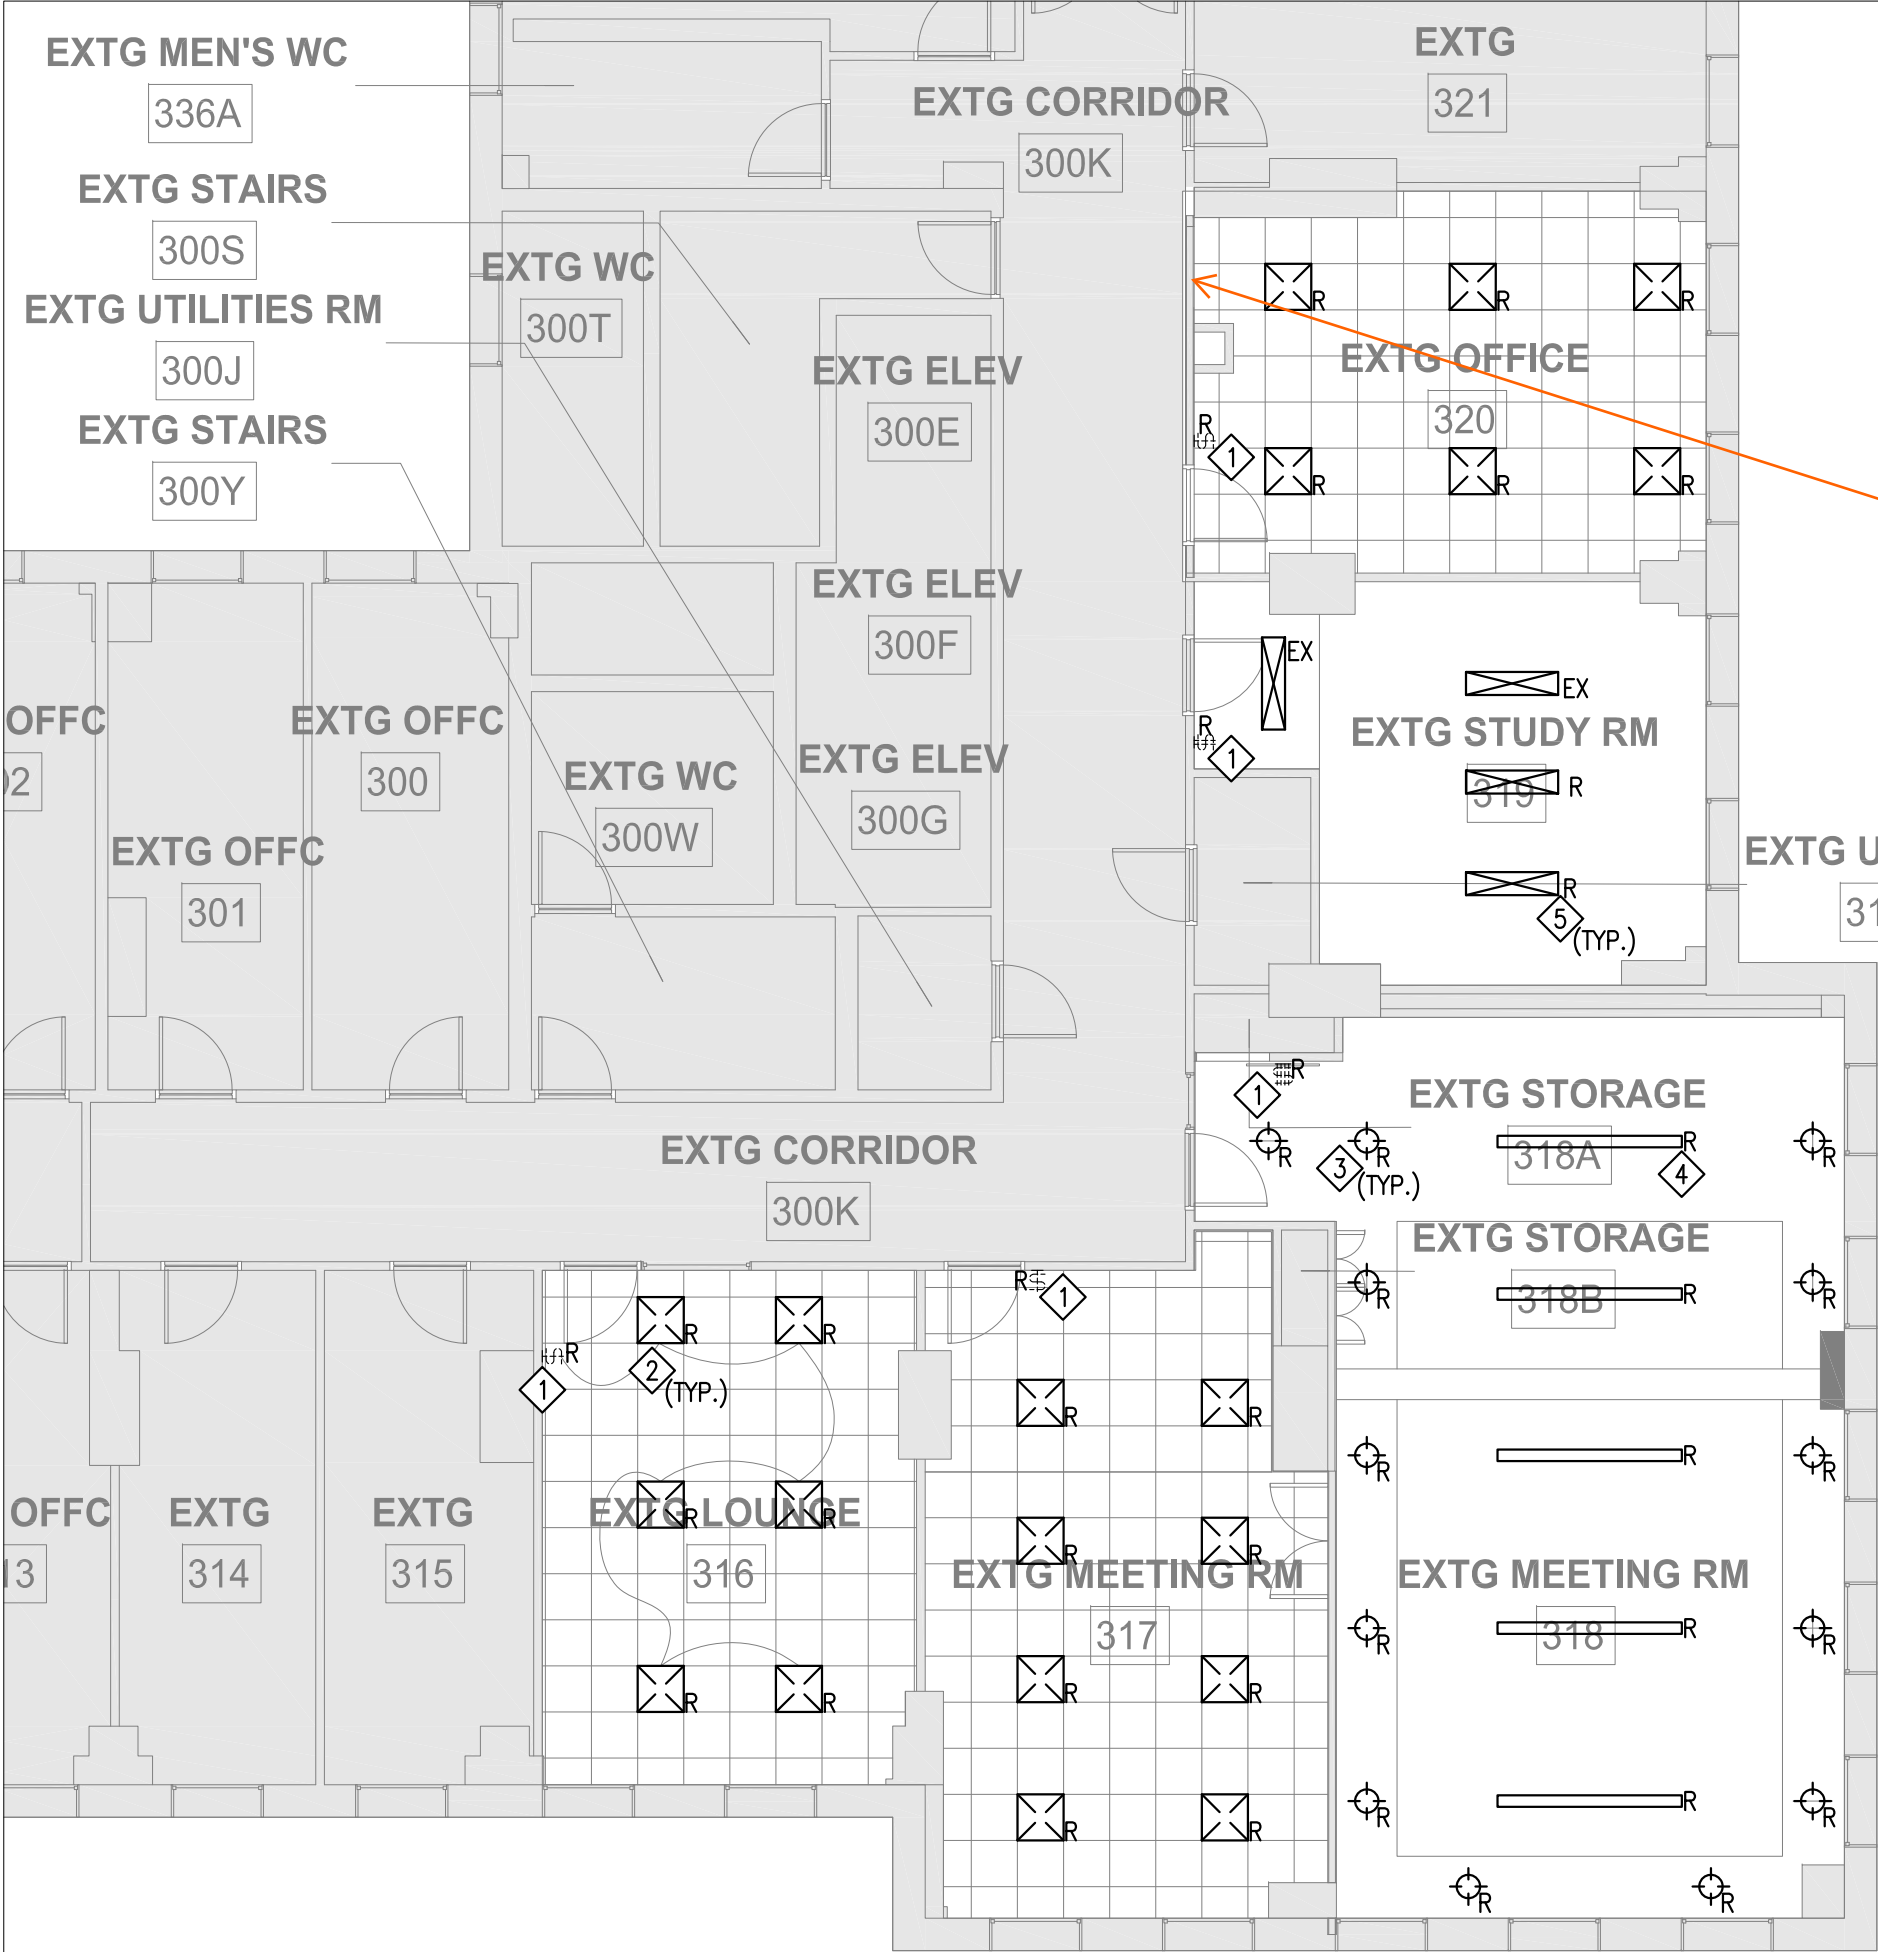 EXTG MEN'S WC
336A
EXTG STAIRS
300S
EXTG UTILITIES RM
300J
EXTG STAIRS
300Y
EXTG CORRIDOR
300K
EXTG
321
EXTG WC
300T
EXTG ELEV
300E
R
R
R
EXTG OFFICE
320
R
1
R
R
R
EXTG ELEV
300F
EX
EX
EXTG STUDY RM
319
R
R
1
R
5
(TYP.)
OFFC
02
EXTG OFFC
300
EXTG OFFC
301
EXTG WC
300W
EXTG ELEV
300G
EXTG U
31
R
1
EXTG STORAGE
318A
R
R
3
(TYP.)
R
4
R
EXTG CORRIDOR
300K
EXTG STORAGE
318B
R
R
R
R
1
R
1
R
R
2
(TYP.)
R
R
EXTG LOUNGE
316
R
R
R
R
R
R
EXTG MEETING RM
317
R
R
R
R
R
R
R
R
EXTG MEETING RM
318
R
R
R
R
R
R
R
R
OFFC
13
EXTG
314
EXTG
315